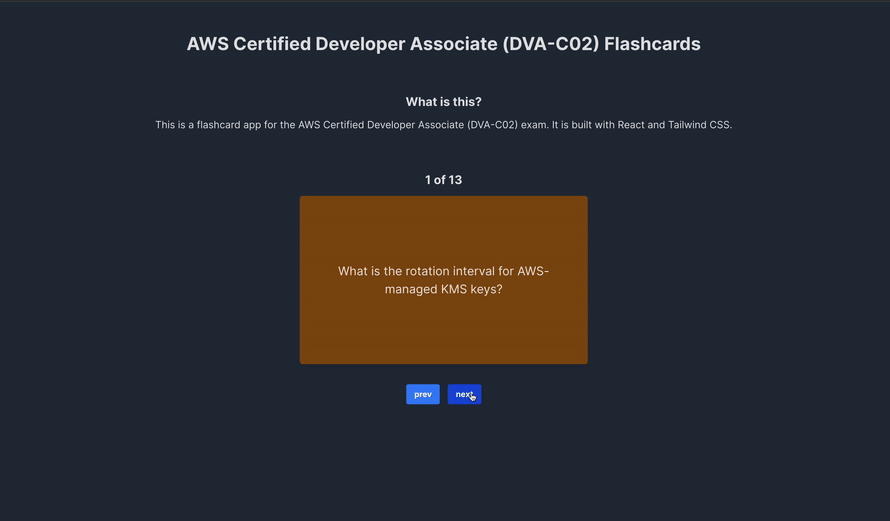 AWS Certified Developer Associate (DVA-C02) Flashcards
What is this?
This is a flashcard app for the AWS Certified Developer Associate (DVA-C02) exam. It is built with React and Tailwind CSS.
1 of 13
What is the rotation interval for AWS-
managed KMS keys?
prev
next